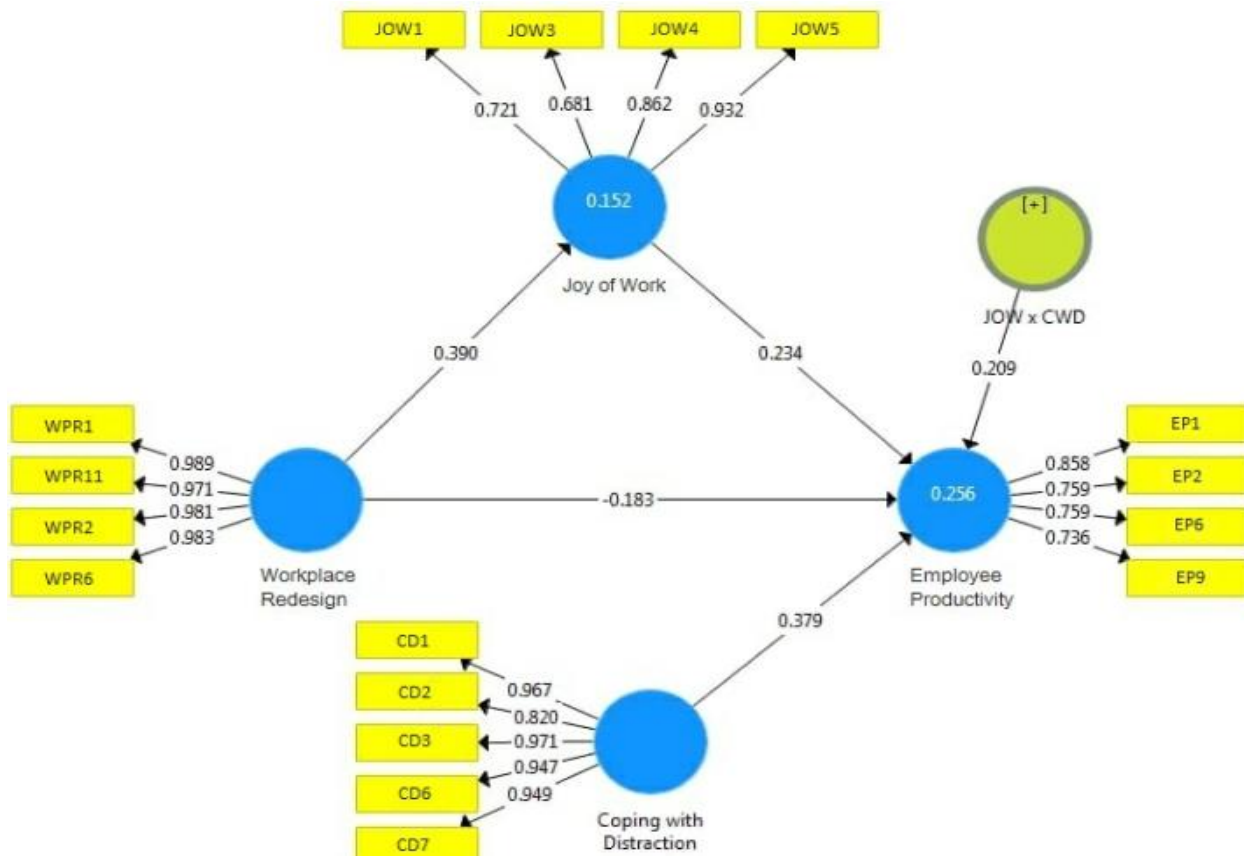 JOW1
JOW3
JOW4
JOW5
0.721
0.681
0.862
0.932
0.152
Joy of Work
[+]
JOW x CWD
0.390
0.234
0.209
WPR1
WPR11
WPR2
WPR6
0.989
0.971
0.981
0.983
Workplace
Redesign
-0.183
0.256
Employee
Productivity
0.858
0.759
0.759
0.736
EP1
EP2
EP6
EP9
0.379
CD1
CD2
CD3
CD6
CD7
0.967
0.820
0.971
0.947
0.949
Coping with
Distraction